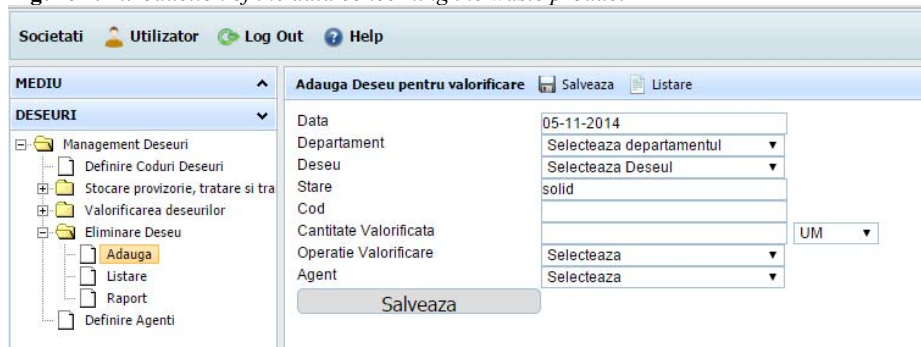 Societati Utilizator Log Out Help
MEDIU
DESEURI
Management Deseuri
Definire Coduri Deseuri
Stocare provizorie, tratare si tra
Valorificarea deseurilor
Eliminare Deseu
Adauga
Listare
Raport
Definire Agenti
Adauga Deseu pentru valorificare Salveaza Listare
Data 05-11-2014
Departament Selecteaza departamentul
Deseu Selecteaza Deseul
Stare solid
Cod
Cantitate Valorificata UM
Operatie Valorificare Selecteaza
Agent Selecteaza
Salveaza